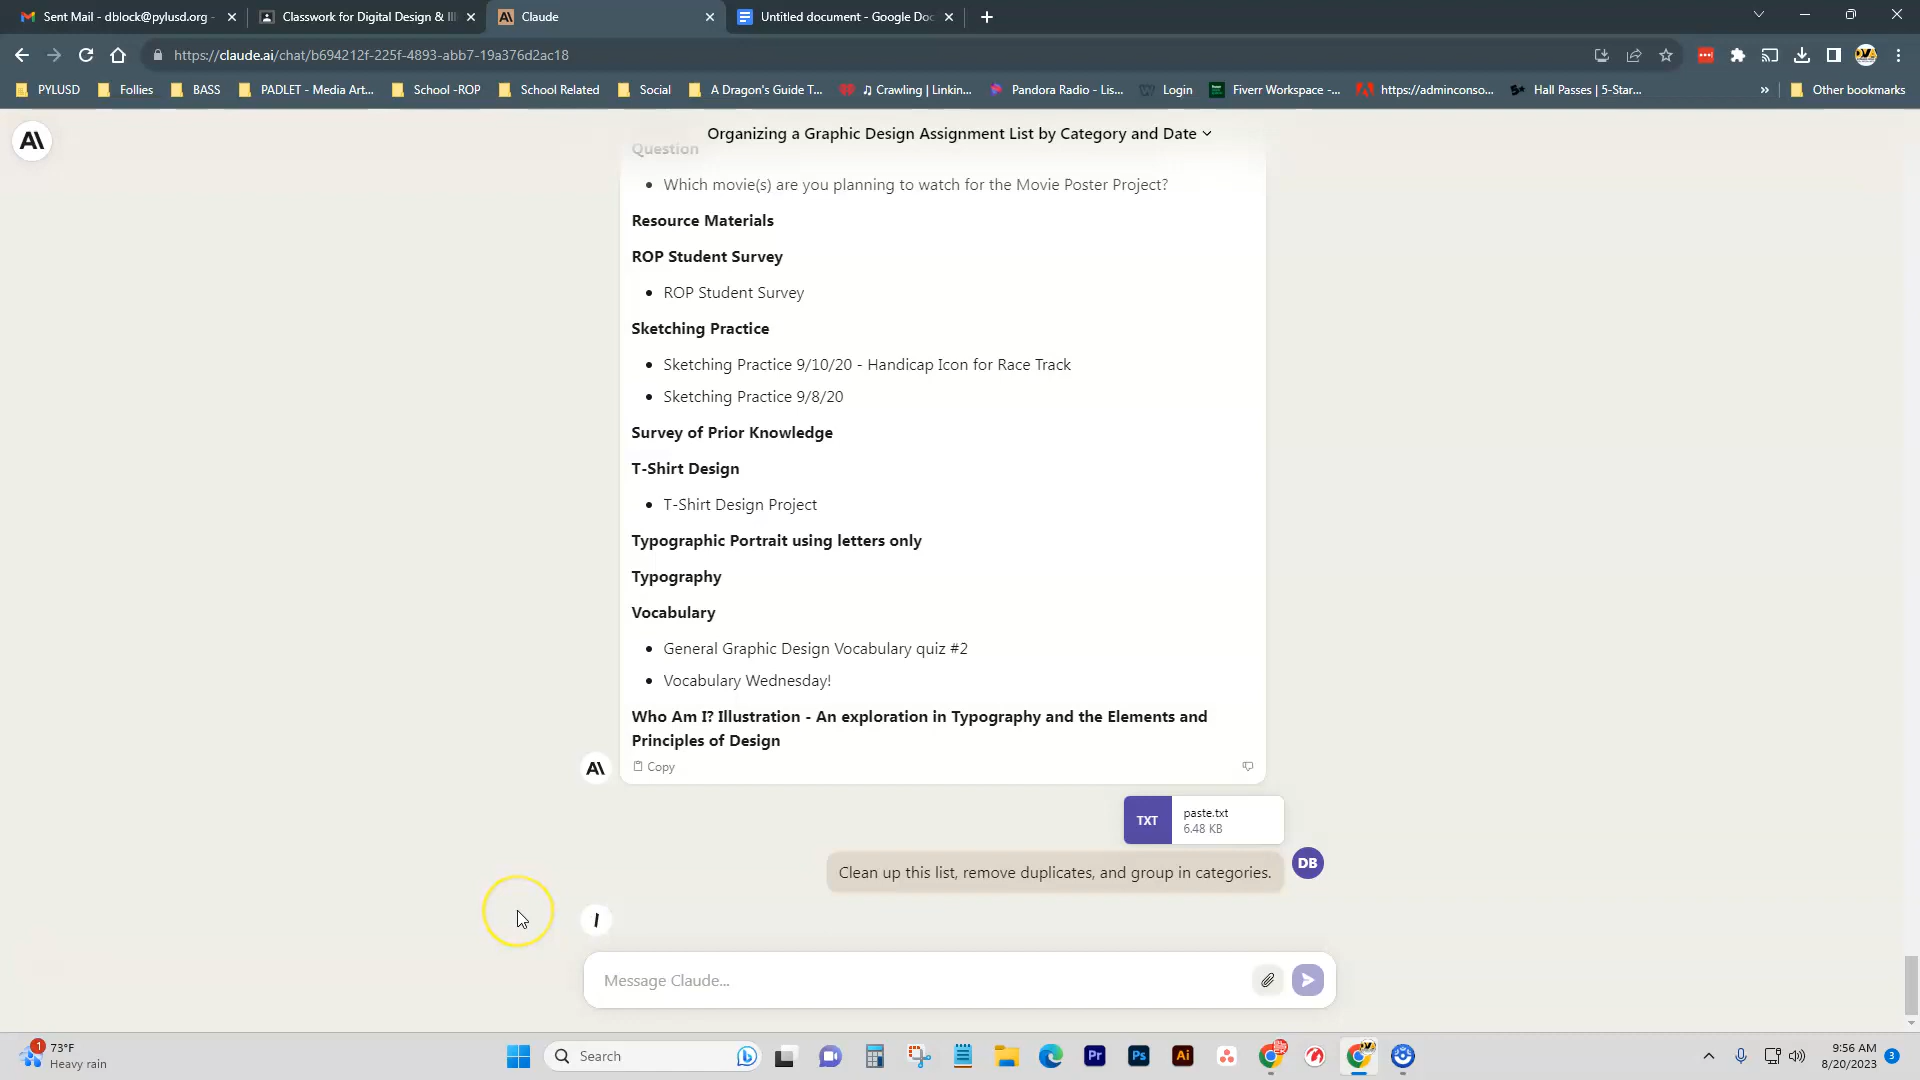 Sent Mail - dblock@pylusd.org -
Classwork for Digital Design & Ill
Claude
Untitled document - Google Doc
https://claude.ai/chat/b694212f-225f-4893-abb7-19a376d2ac18
PYLUSD
Follies
BASS
PADLET - Media Art...
School -ROP
School Related
Social
A Dragon's Guide T...
♫ Crawling | Linkin...
Pandora Radio - Lis...
Login
Fiverr Workspace -...
https://adminconso...
Hall Passes | 5-Star...
»
Other bookmarks
Organizing a Graphic Design Assignment List by Category and Date
Question
• Which movie(s) are you planning to watch for the Movie Poster Project?
Resource Materials
ROP Student Survey
• ROP Student Survey
Sketching Practice
• Sketching Practice 9/10/20 - Handicap Icon for Race Track
• Sketching Practice 9/8/20
Survey of Prior Knowledge
T-Shirt Design
• T-Shirt Design Project
Typographic Portrait using letters only
Typography
Vocabulary
• General Graphic Design Vocabulary quiz #2
• Vocabulary Wednesday!
Who Am I? Illustration - An exploration in Typography and the Elements and
Principles of Design
Copy
TXT
paste.txt
6.48 KB
Clean up this list, remove duplicates, and group in categories.
DB
Message Claude...
1
73°F
Heavy rain
Search
Pr
Ps
Ai
9:56 AM
8/20/2023
3